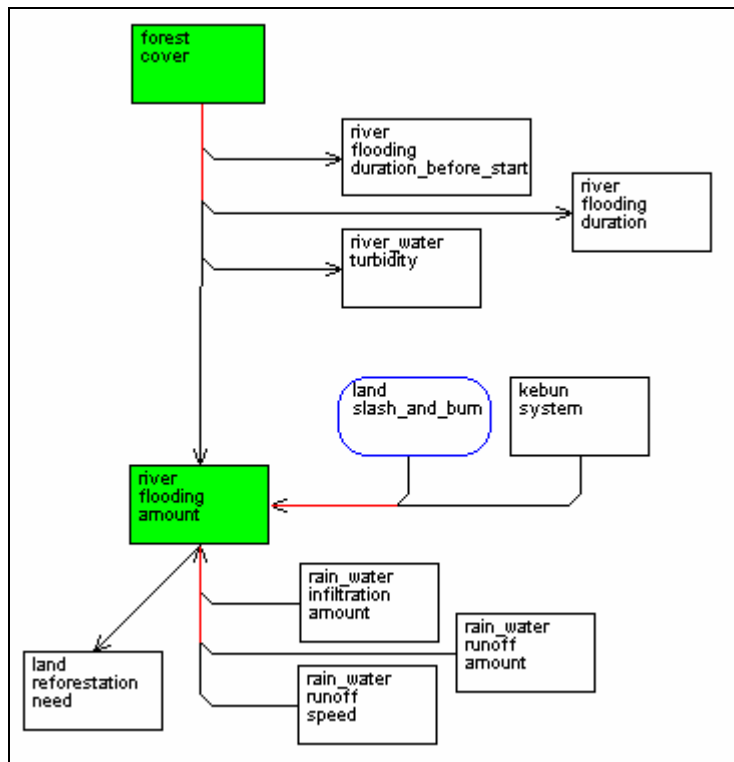 forest
cover
river
flooding
duration_before_start
river
flooding
duration
river_water
turbidity
land
slash_and_burn
kebun
system
river
flooding
amount
rain_water
infiltration
amount
rain_water
runoff
amount
land
reforestation
need
rain_water
runoff
speed